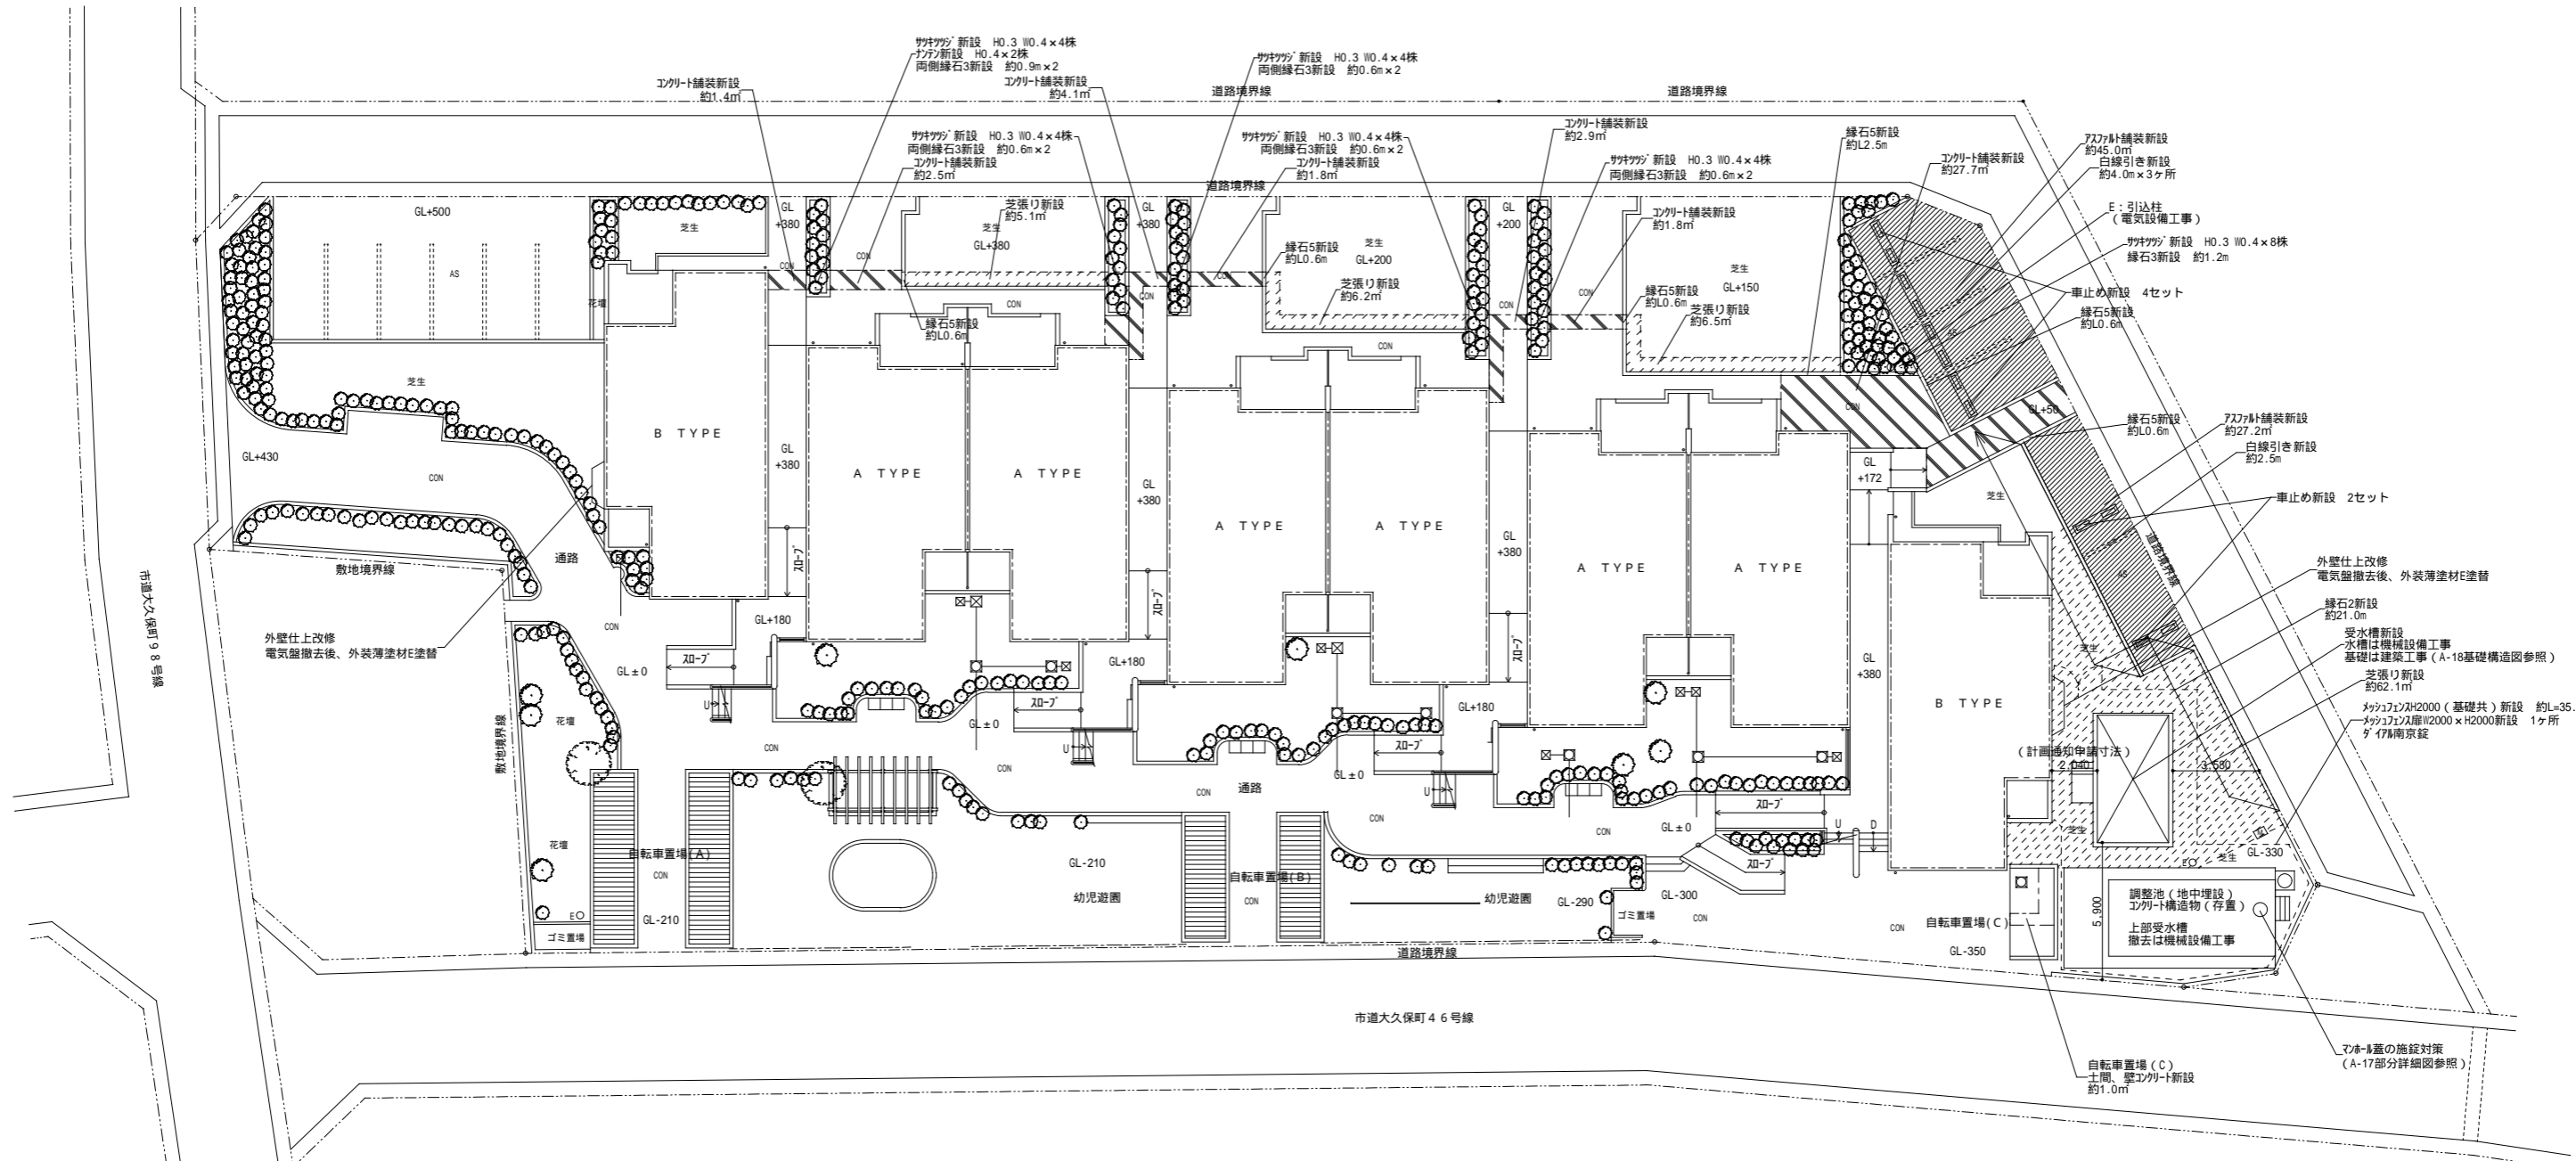 サツキツツジ新設 H0.3 W0.4×4株
ナンテン新設 H0.4×2株
両側縁石3新設 約0.9m×2
コンクリート舗装新設
約1.4㎡
コンクリート舗装新設
約4.1㎡
サツキツツジ新設 H0.3 W0.4×4株
両側縁石3新設 約0.6m×2
道路境界線
道路境界線
サツキツツジ新設 H0.3 W0.4×4株
両側縁石3新設 約0.6m×2
コンクリート舗装新設
約2.5㎡
サツキツツジ新設 H0.3 W0.4×4株
両側縁石3新設 約0.6m×2
コンクリート舗装新設
約1.8㎡
コンクリート舗装新設
約2.9㎡
サツキツツジ新設 H0.3 W0.4×4株
両側縁石3新設 約0.6m×2
縁石5新設
約L2.5m
コンクリート舗装新設
約27.7㎡
アスファルト舗装新設
約45.0㎡
白線引き新設
約4.0m×3ヶ所
E：引込柱
（電気設備工事）
サツキツツジ新設 H0.3 W0.4×8株
縁石3新設 約1.2m
車止め新設 4セット
縁石5新設
約L0.6m
道路境界線
GL+500
AS
芝生
花壇
GL
+380
CON
CON
芝張り新設
約5.1㎡
芝生
GL+380
縁石5新設
約L0.6m
CON
GL
+380
CON
CON
縁石5新設
約L0.6m
芝生
GL+200
芝張り新設
約6.2㎡
CON
GL
+200
CON
CON
コンクリート舗装新設
約1.8㎡
縁石5新設
約L0.6m
芝張り新設
約6.5㎡
芝生
GL+150
AS
CON
GL+50
縁石5新設
約L0.6m
アスファルト舗装新設
約27.2㎡
白線引き新設
約2.5m
車止め新設 2セット
芝生
GL+430
CON
B TYPE
GL
+380
A TYPE
A TYPE
GL
+380
A TYPE
A TYPE
GL
+380
A TYPE
A TYPE
GL
+172
芝生
GL
+380
B TYPE
AS
道路境界線
外壁仕上改修
電気盤撤去後、外装薄塗材E塗替
縁石2新設
約21.0m
受水槽新設
水槽は機械設備工事
基礎は建築工事（A-18基礎構造図参照）
芝張り新設
約62.1㎡
メッシュフェンスH2000（基礎共）新設 約L=35.
メッシュフェンス扉W2000×H2000新設 1ヶ所
ダイアル南京錠
市道大久保町９８号線
敷地境界線
通路
スロープ
スロープ
スロープ
外壁仕上改修
電気盤撤去後、外装薄塗材E塗替
CON
GL±0
GL+180
スロープ
U
花壇
敷地境界線
花壇
E
ゴミ置場
CON
GL±0
スロープ
GL+180
U
CON
CON
通路
GL±0
スロープ
GL+180
U
CON
CON
GL±0
スロープ
U
D
スロープ
芝生
（計画通知申請寸法）
2,040
3,580
芝生
E
芝生
GL-330
自転車置場(A)
CON
GL-210
GL-210
幼児遊園
自転車置場(B)
CON
幼児遊園
GL-290
ゴミ置場
GL-300
CON
CON
自転車置場(C)
GL-350
5,900
調整池（地中埋設）
コンクリート構造物（存置）
上部受水槽
撤去は機械設備工事
道路境界線
市道大久保町４６号線
自転車置場(C)
土間、壁コンクリート新設
約1.0㎡
マンホール蓋の施錠対策
（A-17部分詳細図参照）